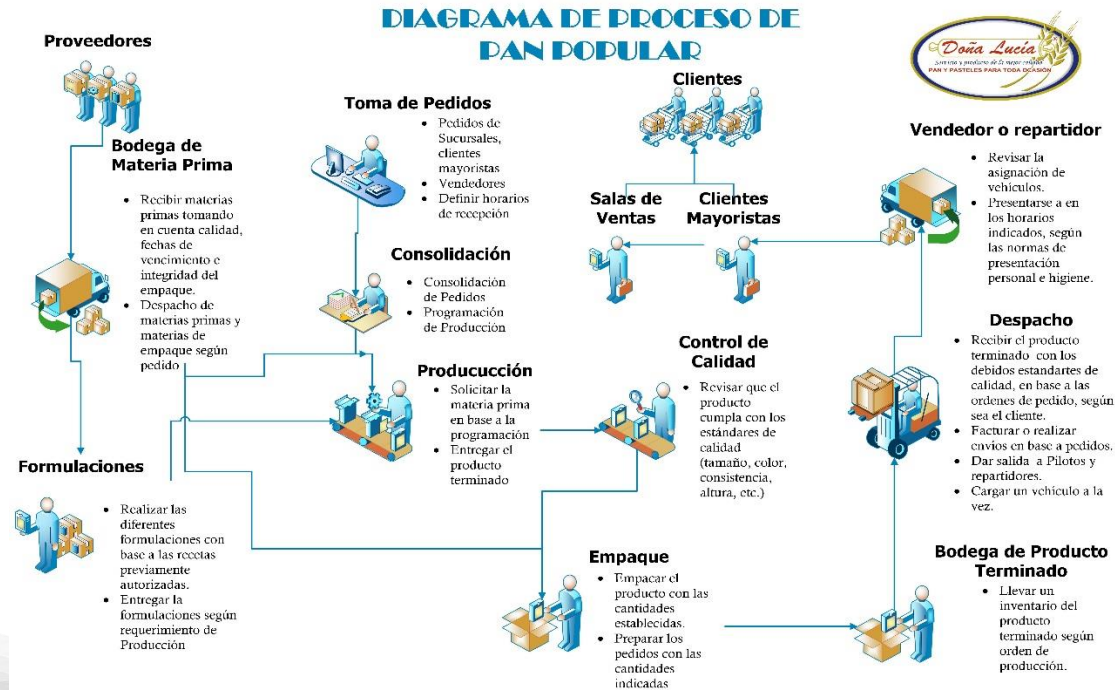 DIAGRAMA DE PROCESO DE
PAN POPULAR
Doña Lucía
Servicio y producto de la mejor calidad
PAN Y PASTELES PARA TODA OCASIÓN
Proveedores
Bodega de
Materia Prima
• Recibir materias
primas tomando
en cuenta calidad,
fechas de
vencimiento e
integridad del
empaque.
• Despacho de
materias primas y
materias de
empaque según
pedido
Formulaciones
• Realizar las
diferentes
formulaciones con
base a las recetas
previamente
autorizadas.
• Entregar la
formulaciones según
requerimiento de
Producción
Toma de Pedidos
• Pedidos de
Sucursales,
clientes
mayoristas
• Vendedores
• Definir horarios
de recepción
Consolidación
• Consolidación
de Pedidos
• Programación
de Producción
Producucción
• Solicitar la
materia prima
en base a la
programación
• Entregar el
producto
terminado
Control de
Calidad
• Revisar que el
producto
cumpla con los
estándares de
calidad
(tamaño, color,
consistencia,
altura, etc.)
Empaque
• Empacar el
producto con las
cantidades
establecidas.
• Preparar los
pedidos con las
cantidades
indicadas
Bodega de Producto
Terminado
• Llevar un
inventario del
producto
terminado según
orden de
producción.
Despacho
• Recibir el producto
terminado con los
debidos estandartes de
calidad, en base a las
ordenes de pedido, según
sea el cliente.
• Facturar o realizar
envíos en base a pedidos.
• Dar salida a Pilotos y
repartidores.
• Cargar un vehículo a la
vez.
Vendedor o repartidor
• Revisar la
asignación de
vehículos.
• Presentarse a en
los horarios
indicados, según
las normas de
presentación
personal e higiene.
Clientes
Salas de
Ventas
Clientes
Mayoristas